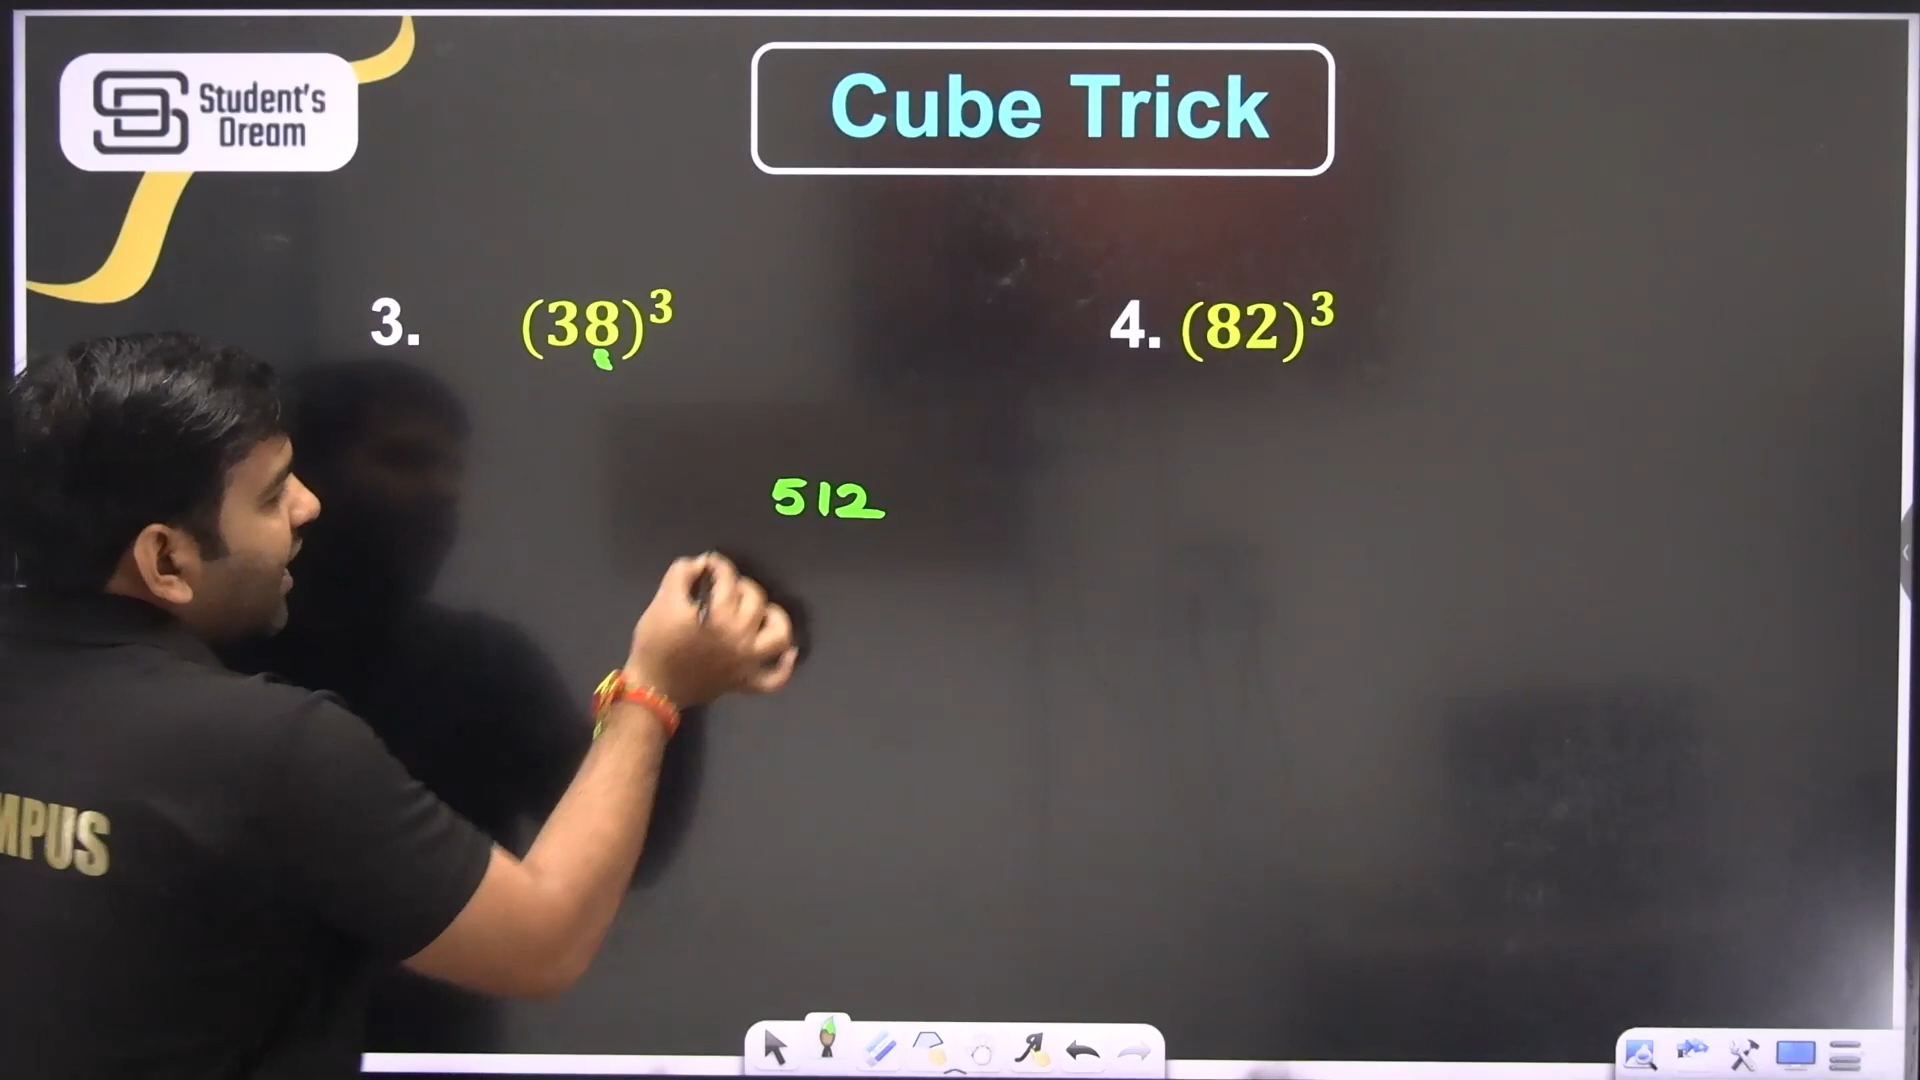 Student's
Dream
Cube Trick
3. (38)³
4. (82)³
512
MPUS